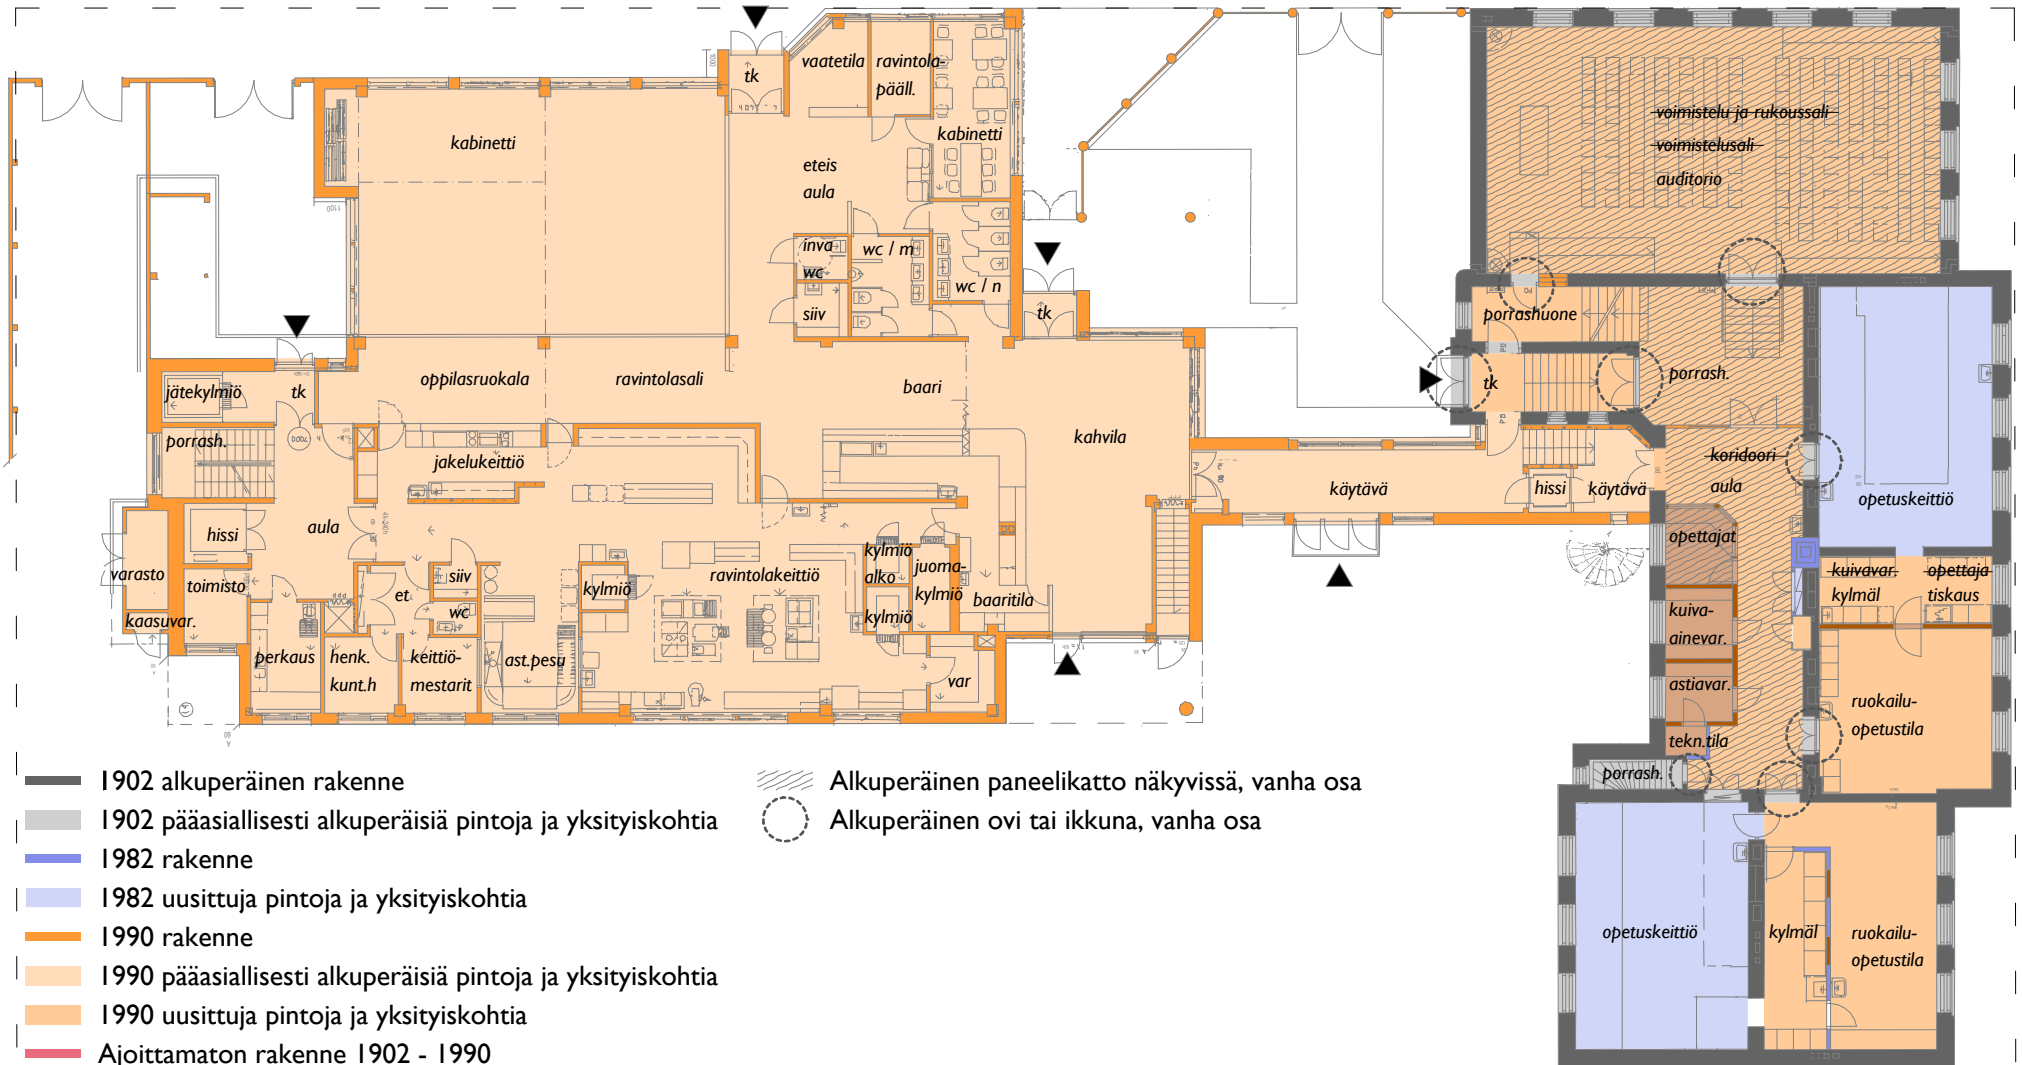 tk
vaatetila
ravintola-
pääll.
kabinetti
kabinetti
eteis
aula
inva
wc
wc / m
wc / n
siiv
tk
voimistelu ja rukoussali
voimistelusali
auditorio
porrashuone
tk
porrash.
jätekylmiö
tk
oppilasruokala
ravintolasali
baari
kahvila
porrash.
jakelukeittiö
käytävä
hissi
käytävä
koridoori
aula
opetuskeittiö
hissi
aula
varasto
toimisto
kaasuvar.
et
siiv
wc
kylmiö
ravintolakeittiö
kylmiö
alko
kylmiö
juoma-
kylmiö
baaritila
perkaus
henk.
kunt.h
keittiö-
mestarit
ast.pesu
var
opettajat
kuiva-
ainevar.
astiavar.
tekn.tila
porrash.
kuivavar.
kylmäl
opettaja
tiskaus
ruokailu-
opetustila
opetuskeittiö
kylmäl
ruokailu-
opetustila
1902 alkuperäinen rakenne
1902 pääasiallisesti alkuperäisiä pintoja ja yksityiskohtia
1982 rakenne
1982 uusittuja pintoja ja yksityiskohtia
1990 rakenne
1990 pääasiallisesti alkuperäisiä pintoja ja yksityiskohtia
1990 uusittuja pintoja ja yksityiskohtia
Ajoittamaton rakenne 1902 - 1990
Alkuperäinen paneelikatto näkyvissä, vanha osa
Alkuperäinen ovi tai ikkuna, vanha osa